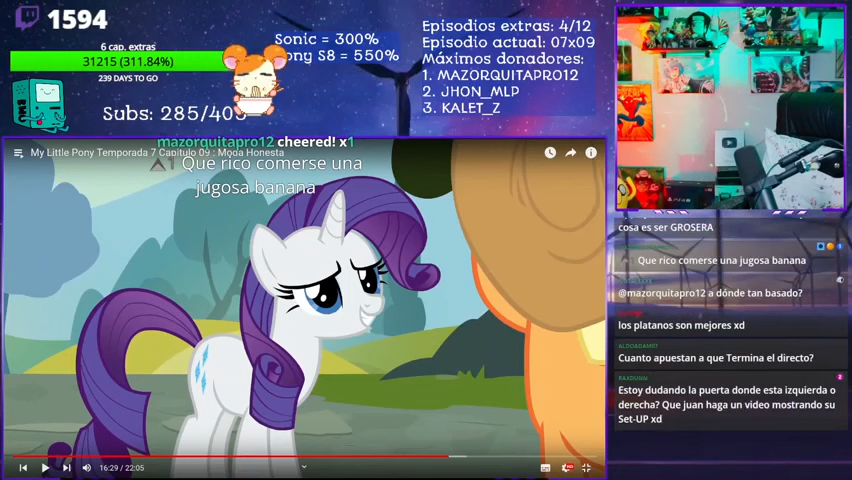 1594
6 cap. extras
31215 (311.84%)
239 DAYS TO GO
Subs: 285/40
Sonic = 300%
ong S8 = 550%
Episodios extras: 4/12
Episodio actual: 07x09
Máximos donadores:
1. MAZORQUITAPRO12
2. JHON_MLP
3. KALET_Z
mazorquitapro12 cheered! x1
My Little Pony Temporada 7 Capitulo 09 : Moda Honesta
Que rico comerse una
jugosa banana
16:29 / 22:05
cosa es ser GROSERA
Que rico comerse una jugosa banana
@mazorquitapro12 a dónde tan basado?
los platanos son mejores xd
Cuanto apuestan a que Termina el directo?
Estoy dudando la puerta donde esta izquierda o
derecha? Que juan haga un video mostrando su
Set-UP xd